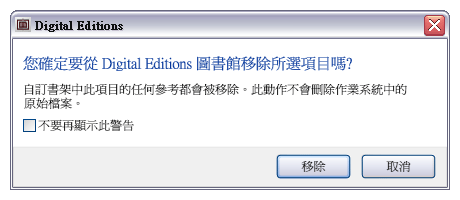 Digital Editions
您確定要從 Digital Editions 圖書館移除所選項目嗎?
自訂書架中此項目的任何參考都會被移除。此動作不會刪除作業系統中的
原始檔案。
不要再顯示此警告
移除 取消